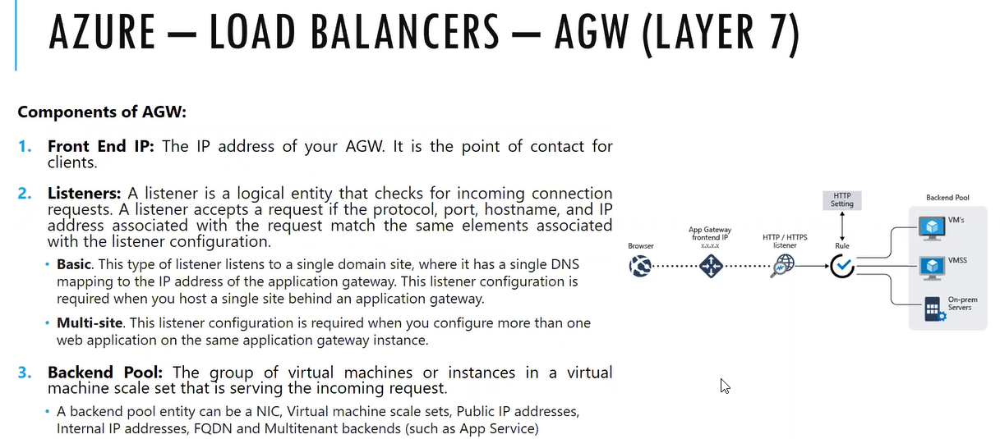 AZURE – LOAD BALANCERS – AGW (LAYER 7)
Components of AGW:
1. Front End IP: The IP address of your AGW. It is the point of contact for
clients.
2. Listeners: A listener is a logical entity that checks for incoming connection
requests. A listener accepts a request if the protocol, port, hostname, and IP
address associated with the request match the same elements associated
with the listener configuration.
• Basic. This type of listener listens to a single domain site, where it has a single DNS
mapping to the IP address of the application gateway. This listener configuration is
required when you host a single site behind an application gateway.
• Multi-site. This listener configuration is required when you configure more than one
web application on the same application gateway instance.
3. Backend Pool: The group of virtual machines or instances in a virtual
machine scale set that is serving the incoming request.
• A backend pool entity can be a NIC, Virtual machine scale sets, Public IP addresses,
Internal IP addresses, FQDN and Multitenant backends (such as App Service)
Browser
App Gateway
frontend IP
x.x.x.x
HTTP / HTTPS
listener
HTTP
Setting
Rule
Backend Pool
VM's
VMSS
On-prem
Servers